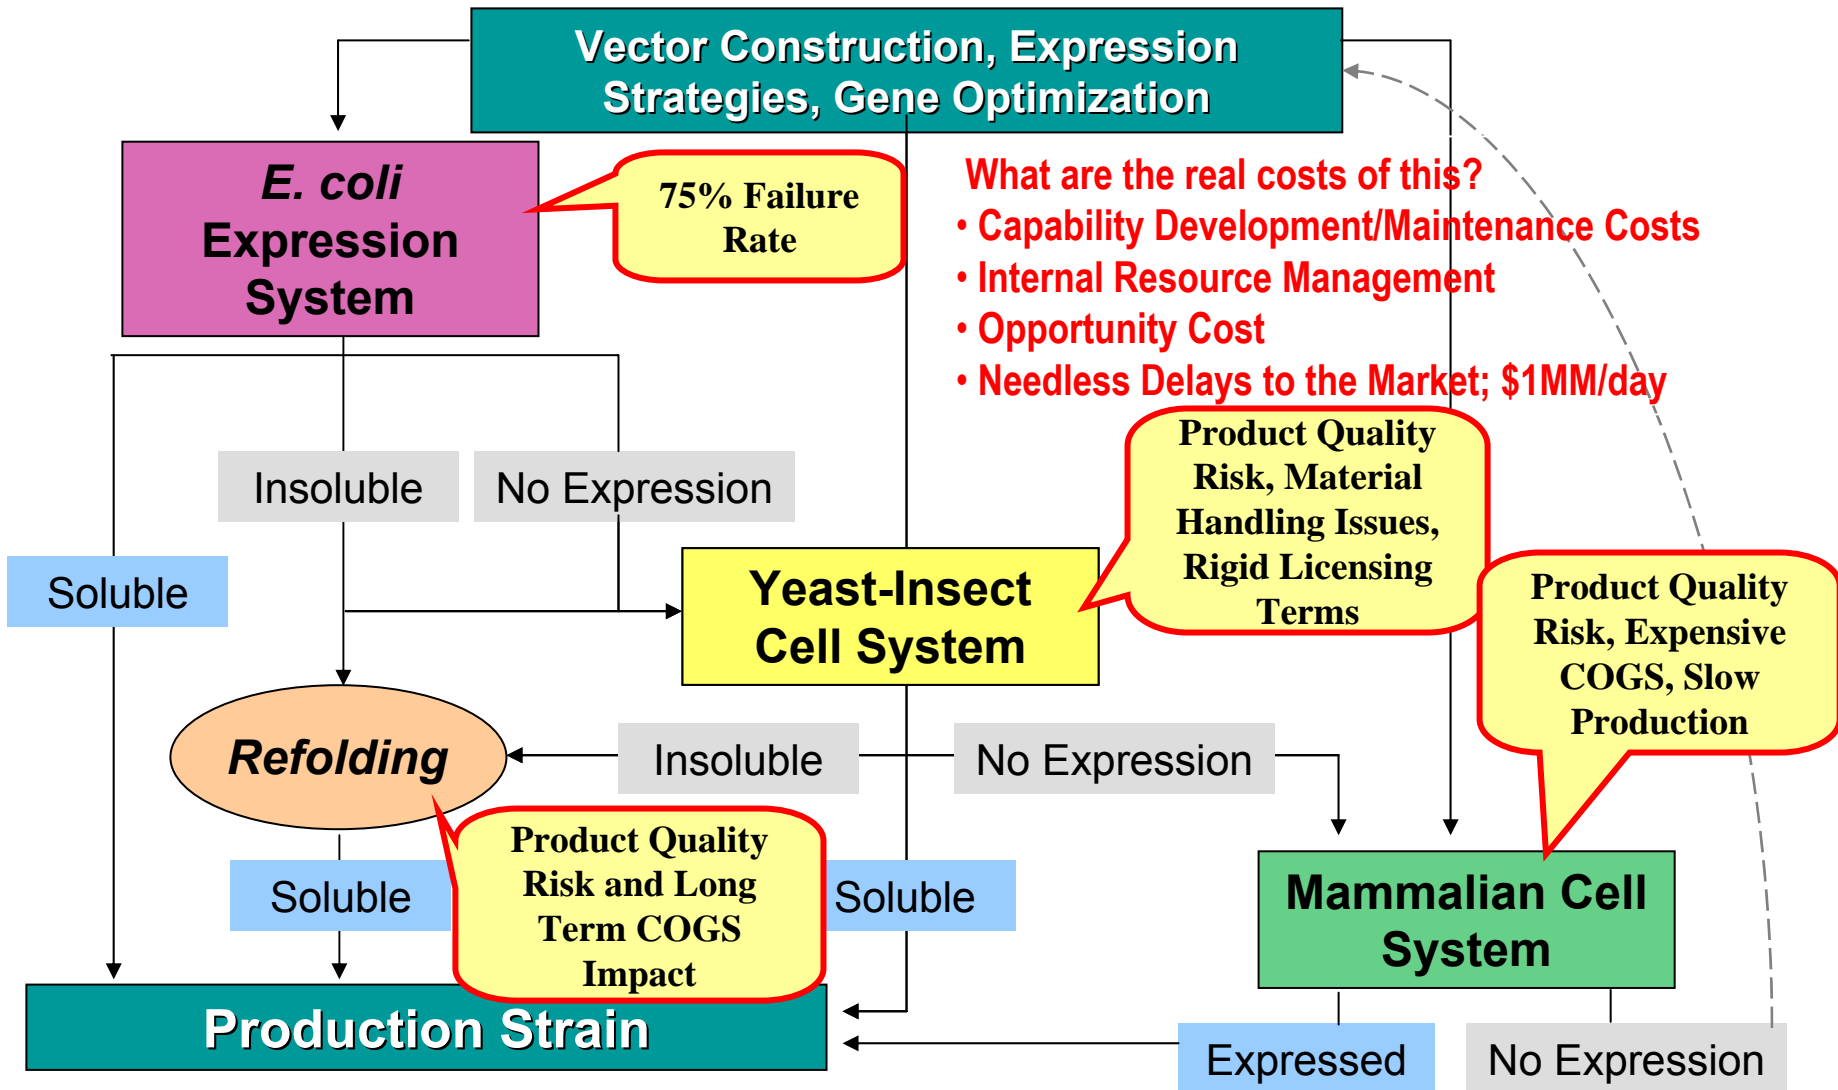 Vector Construction, Expression
Strategies, Gene Optimization
E. coli
Expression
System
75% Failure
Rate
What are the real costs of this?
• Capability Development/Maintenance Costs
• Internal Resource Management
• Opportunity Cost
• Needless Delays to the Market; $1MM/day
Product Quality
Risk, Material
Handling Issues,
Rigid Licensing
Terms
Insoluble
No Expression
Soluble
Yeast-Insect
Cell System
Product Quality
Risk, Expensive
COGS, Slow
Production
Refolding
Insoluble
No Expression
Product Quality
Risk and Long
Term COGS
Impact
Soluble
Soluble
Mammalian Cell
System
Production Strain
Expressed
No Expression